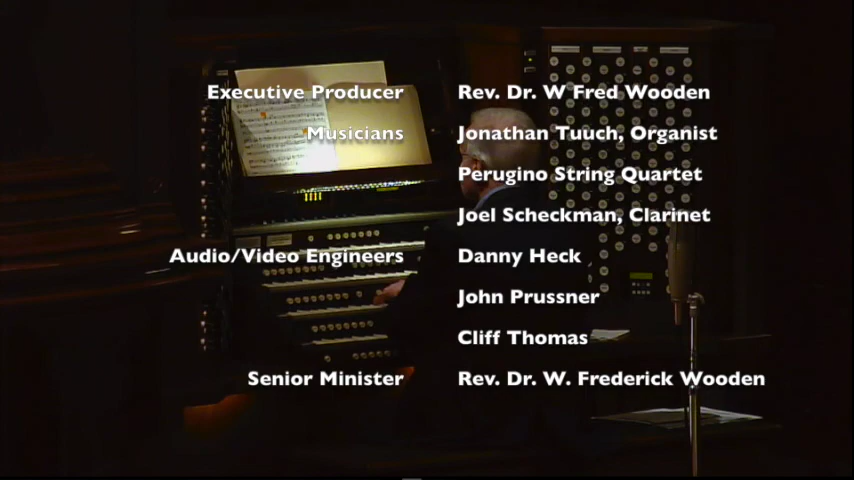 Executive Producer Rev. Dr. W Fred Wooden
Musicians Jonathan Tuuch, Organist
Perugino String Quartet
Joel Scheckman, Clarinet
Audio/Video Engineers Danny Heck
John Prussner
Cliff Thomas
Senior Minister Rev. Dr. W. Frederick Wooden